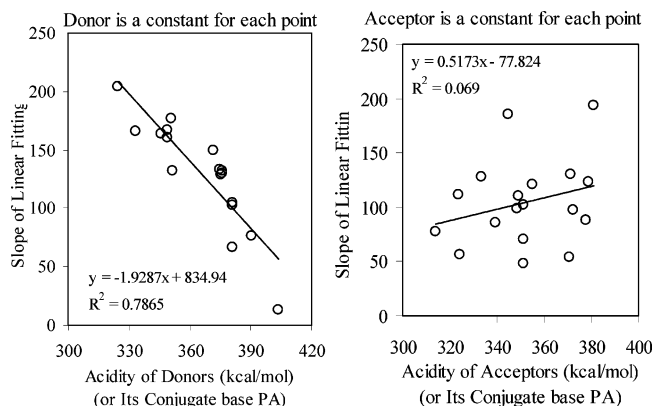 Donor is a constant for each point
250
200
150
100
50
0
Slope of Linear Fitting
y = -1.9287x + 834.94
R2 = 0.7865
300 330 360 390 420
Acidity of Donors (kcal/mol)
(or Its Conjugate base PA)
Acceptor is a constant for each point
250
200
150
100
50
0
Slope of Linear Fittin
y = 0.5173x - 77.824
R2 = 0.069
300 320 340 360 380 400
Acidity of Acceptors (kcal/mol)
(or Its Conjugate base PA)